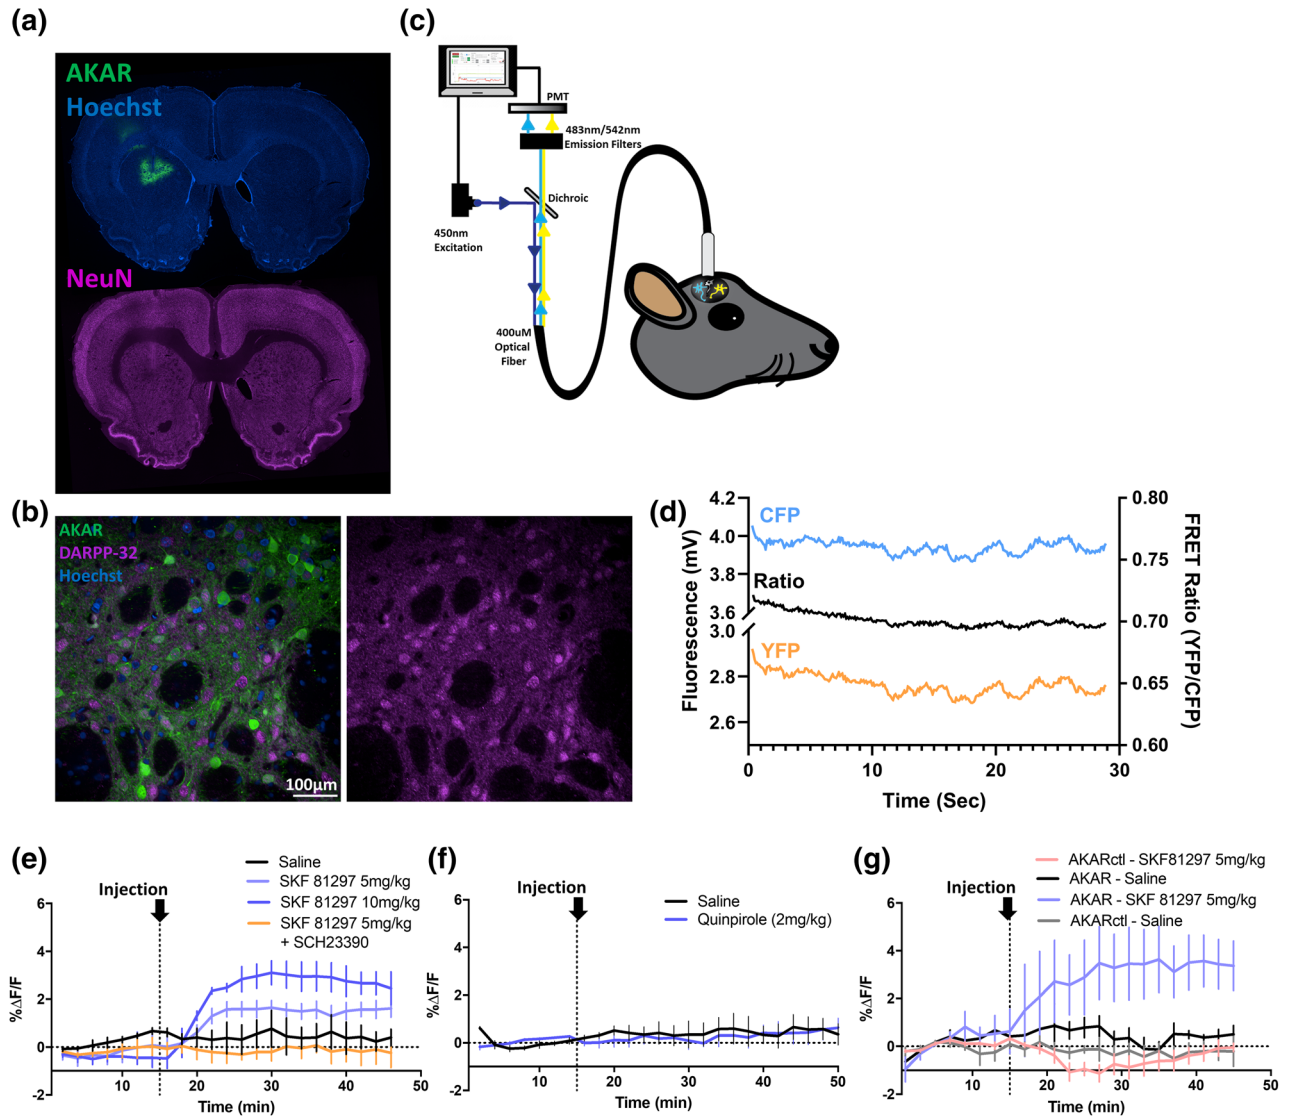 (a)
AKAR
Hoechst
NeuN
(c)
PMT
483nm/542nm
Emission Filters
Dichroic
450nm
Excitation
400uM
Optical
Fiber
(b)
AKAR
DARPP-32
Hoechst
100µm
(d)
4.2
4.0
3.8
3.6
3.0
2.8
2.6
Fluorescence (mV)
CFP
Ratio
YFP
0.80
0.75
0.70
0.65
0.60
FRET Ratio (YFP/CFP)
0
10
20
30
Time (Sec)
(e)
Saline
SKF 81297 5mg/kg
SKF 81297 10mg/kg
SKF 81297 5mg/kg
+ SCH23390
Injection
6
4
2
0
-2
%ΔF/F
10
20
30
40
50
Time (min)
(f)
Injection
Saline
Quinpirole (2mg/kg)
6
4
2
0
-2
%ΔF/F
10
20
30
40
50
Time (min)
(g)
AKARctl - SKF81297 5mg/kg
AKAR - Saline
AKAR - SKF 81297 5mg/kg
AKARctl - Saline
Injection
6
4
2
0
-2
%ΔF/F
10
20
30
40
50
Time (min)